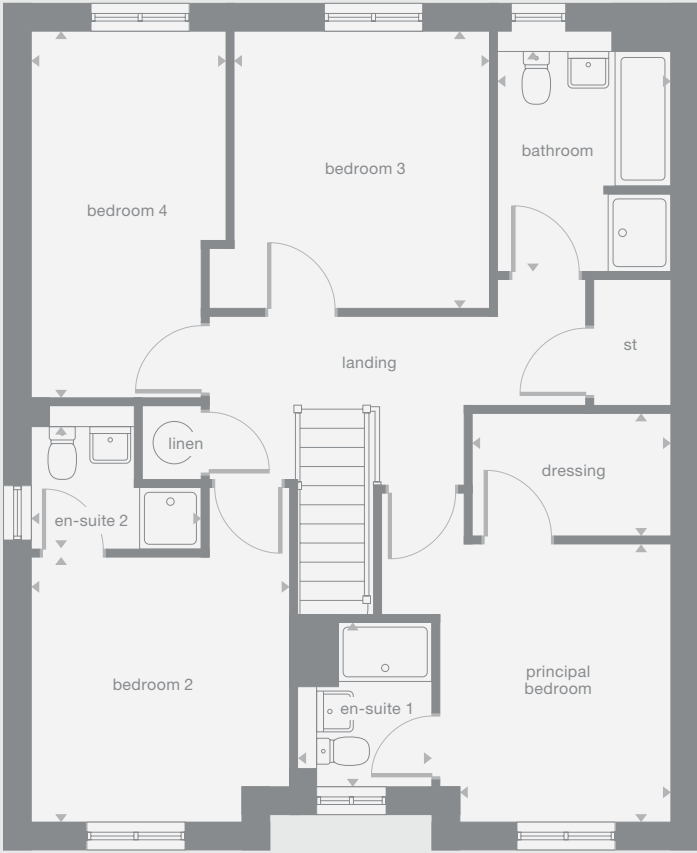 bathroom
bedroom 3
bedroom 4
st
landing
linen
dressing
en-suite 2
principal
bedroom
bedroom 2
en-suite 1